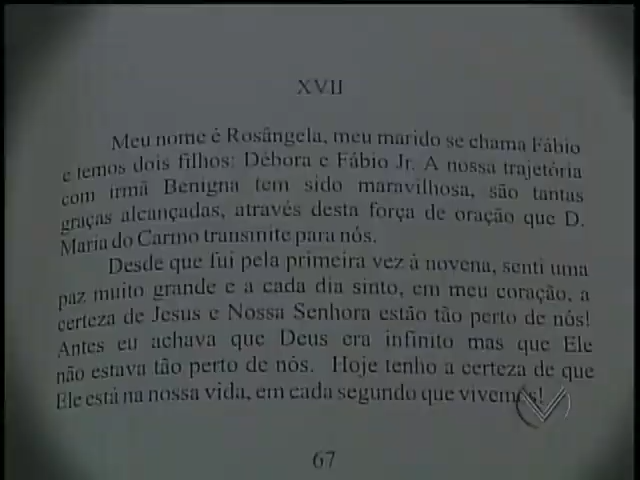 XVII
Meu nome é Rosângela, meu marido se chama Fábio
e temos dois filhos: Débora e Fábio Jr. A nossa trajetória
com irmã Benigna tem sido maravilhosa, são tantas
graças alcançadas, através desta força de oração que D.
Maria do Carmo transmite para nós.
Desde que fui pela primeira vez à novena, senti uma
paz muito grande e a cada dia sinto, em meu coração, a
certeza de Jesus e Nossa Senhora estão tão perto de nós!
Antes eu achava que Deus era infinito mas que Ele
não estava tão perto de nós. Hoje tenho a certeza de que
Ele está na nossa vida, em cada segundo que vivemos!
67